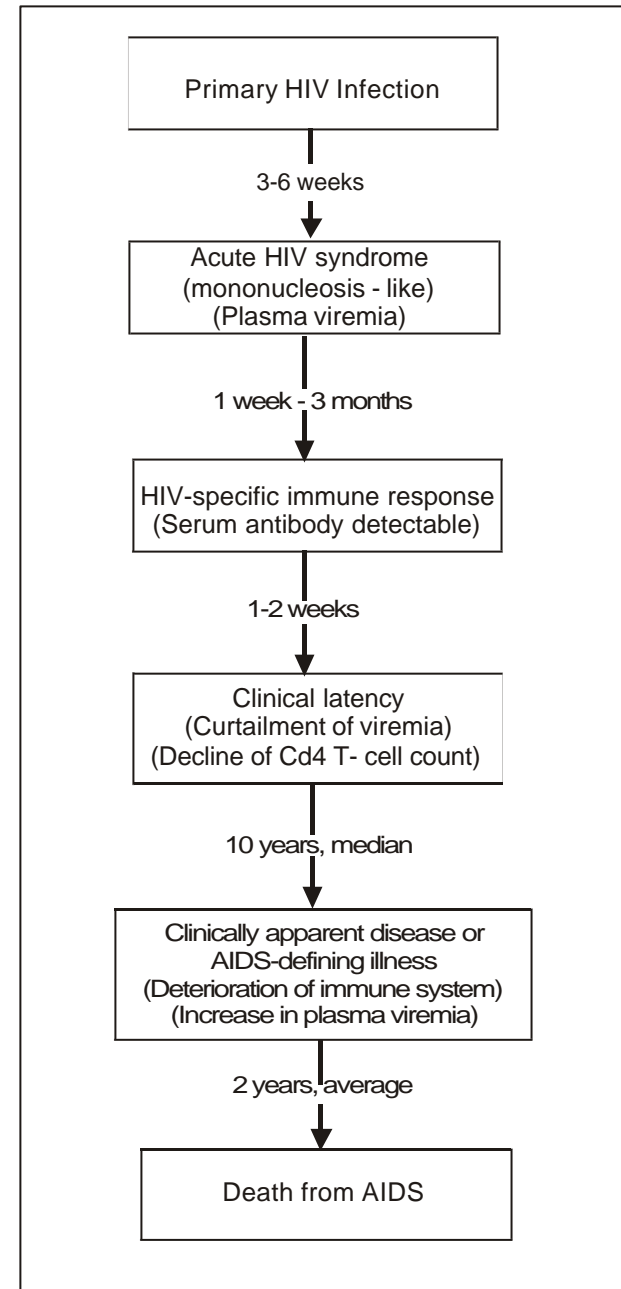 Primary HIV Infection
3-6 weeks
Acute HIV syndrome
(mononucleosis - like)
(Plasma viremia)
1 week - 3 months
HIV-specific immune response
(Serum antibody detectable)
1-2 weeks
Clinical latency
(Curtailment of viremia)
(Decline of Cd4 T- cell count)
10 years, median
Clinically apparent disease or
AIDS-defining illness
(Deterioration of immune system)
(Increase in plasma viremia)
2 years, average
Death from AIDS